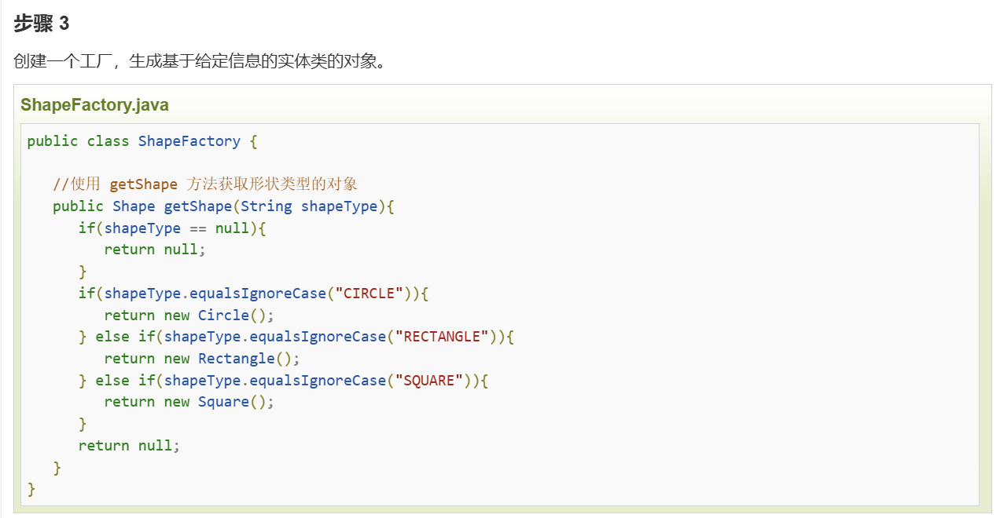 步骤 3
创建一个工厂，生成基于给定信息的实体类的对象。
ShapeFactory.java
public class ShapeFactory {
//使用 getShape 方法获取形状类型的对象
public Shape getShape(String shapeType){
if(shapeType == null){
return null;
}
if(shapeType.equalsIgnoreCase("CIRCLE")){
return new Circle();
} else if(shapeType.equalsIgnoreCase("RECTANGLE")){
return new Rectangle();
} else if(shapeType.equalsIgnoreCase("SQUARE")){
return new Square();
}
return null;
}
}